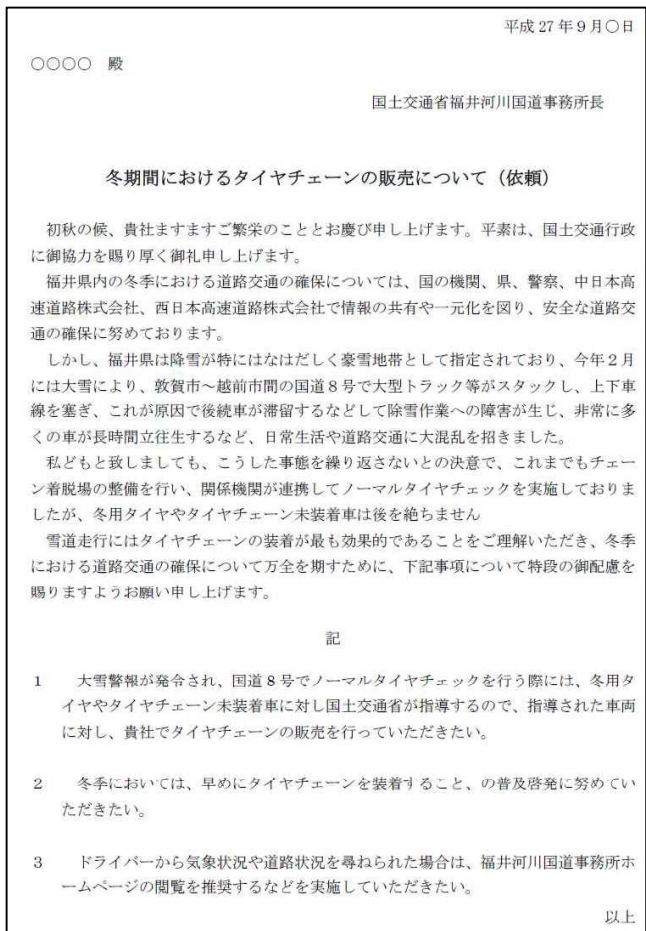 平成 27 年 9 月〇日
〇〇〇〇　殿
国土交通省福井河川国道事務所長
冬期間におけるタイヤチェーンの販売について（依頼）
初秋の候、貴社ますますご繁栄のこととお慶び申し上げます。平素は、国土交通行政
に御協力を賜り厚く御礼申し上げます。
福井県内の冬季における道路交通の確保については、国の機関、県、警察、中日本高
速道路株式会社、西日本高速道路株式会社で情報の共有や一元化を図り、安全な道路交
通の確保に努めております。
しかし、福井県は降雪が特にはなはだしく豪雪地帯として指定されており、今年２月
には大雪により、敦賀市～越前市間の国道８号で大型トラック等がスタックし、上下車
線を塞ぎ、これが原因で後続車が滞留するなどして除雪作業への障害が生じ、非常に多
くの車が長時間立往生するなど、日常生活や道路交通に大混乱を招きました。
私どもと致しましても、こうした事態を繰り返さないとの決意で、これまでもチェー
ン着脱場の整備を行い、関係機関が連携してノーマルタイヤチェックを実施しておりま
したが、冬用タイヤやタイヤチェーン未装着車は後を絶ちません
雪道走行にはタイヤチェーンの装着が最も効果的であることをご理解いただき、冬季
における道路交通の確保について万全を期すために、下記事項について特段の御配慮を
賜りますようお願い申し上げます。
記
１　大雪警報が発令され、国道８号でノーマルタイヤチェックを行う際には、冬用タ
イヤやタイヤチェーン未装着車に対し国土交通省が指導するので、指導された車両
に対し、貴社でタイヤチェーンの販売を行っていただきたい。
２　冬季においては、早めにタイヤチェーンを装着すること、の普及啓発に努めてい
ただきたい。
３　ドライバーから気象状況や道路状況を尋ねられた場合は、福井河川国道事務所ホ
ームページの閲覧を推奨するなどを実施していただきたい。
以上